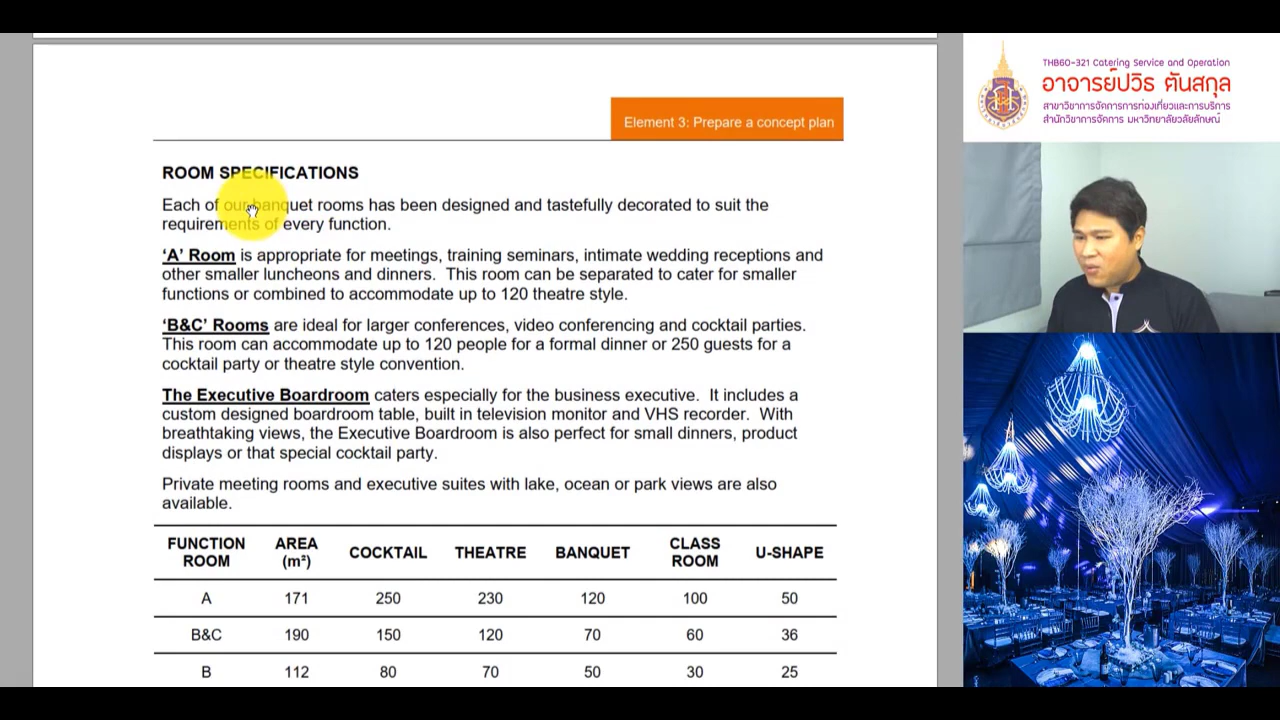 Element 3: Prepare a concept plan
ROOM SPECIFICATIONS
Each of our banquet rooms has been designed and tastefully decorated to suit the
requirements of every function.
‘A’ Room is appropriate for meetings, training seminars, intimate wedding receptions and
other smaller luncheons and dinners. This room can be separated to cater for smaller
functions or combined to accommodate up to 120 theatre style.
‘B&C’ Rooms are ideal for larger conferences, video conferencing and cocktail parties.
This room can accommodate up to 120 people for a formal dinner or 250 guests for a
cocktail party or theatre style convention.
The Executive Boardroom caters especially for the business executive. It includes a
custom designed boardroom table, built in television monitor and VHS recorder. With
breathtaking views, the Executive Boardroom is also perfect for small dinners, product
displays or that special cocktail party.
Private meeting rooms and executive suites with lake, ocean or park views are also
available.
FUNCTION ROOM AREA (m²) COCKTAIL THEATRE BANQUET CLASS ROOM U-SHAPE
A 171 250 230 120 100 50
B&C 190 150 120 70 60 36
B 112 80 70 50 30 25
THB60-321 Catering Service and Operation
อาจารย์ปวิธ ตันสกุล
สาขาวิชาการจัดการการท่องเที่ยวและการบริการ
สำนักวิชาการจัดการ มหาวิทยาลัยวลัยลักษณ์